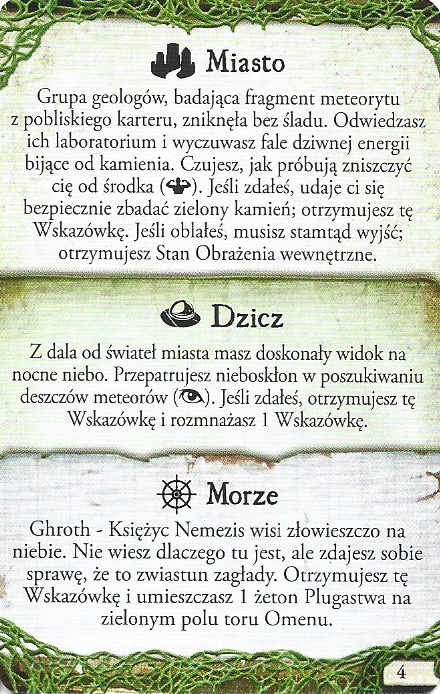 Miasto
Grupa geologów, badająca fragment meteorytu
z pobliskiego karteru, zniknęła bez śladu. Odwiedzasz
ich laboratorium i wyczuwasz fale dziwnej energii
bijące od kamienia. Czujesz, jak próbują zniszczyć
cię od środka ( ). Jeśli zdałeś, udaje ci się
bezpiecznie zbadać zielony kamień; otrzymujesz tę
Wskazówkę. Jeśli oblałeś, musisz stamtąd wyjść;
otrzymujesz Stan Obrażenia wewnętrzne.
Dzicz
Z dala od świateł miasta masz doskonały widok na
nocne niebo. Przepatrujesz nieboskłon w poszukiwaniu
deszczów meteorów ( ). Jeśli zdałeś, otrzymujesz tę
Wskazówkę i rozmnażasz 1 Wskazówkę.
Morze
Ghroth - Księżyc Nemezis wisi złowieszczo na
niebie. Nie wiesz dlaczego tu jest, ale zdajesz sobie
sprawę, że to zwiastun zagłady. Otrzymujesz tę
Wskazówkę i umieszczasz 1 żeton Plugastwa na
zielonym polu toru Omenu.
4